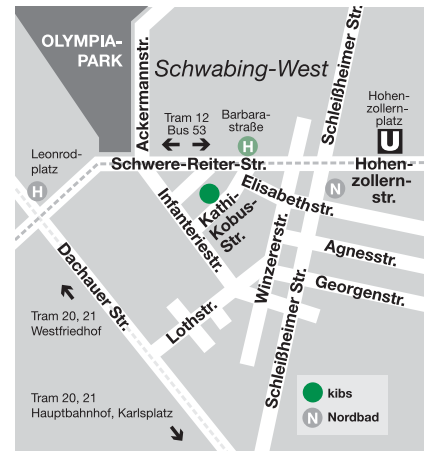 OLYMPIA-
PARK
Ackermannstr.
Schwabing-West
Schleißheimer Str.
Tram 12
Bus 53
Barbara-
straße
H
Hohen-
zollern-
platz
U
Leonrod-
platz
H
Schwere-Reiter-Str.
Hohen-
zollern-
str.
N
Elisabethstr.
Kathi-
Kobus-
Str.
Infanteriestr.
Winzererstr.
Agnesstr.
Georgenstr.
Dachauer Str.
Lothstr.
Schleißheimer Str.
Tram 20, 21
Westfriedhof
Tram 20, 21
Hauptbahnhof, Karlsplatz
kibs
N Nordbad